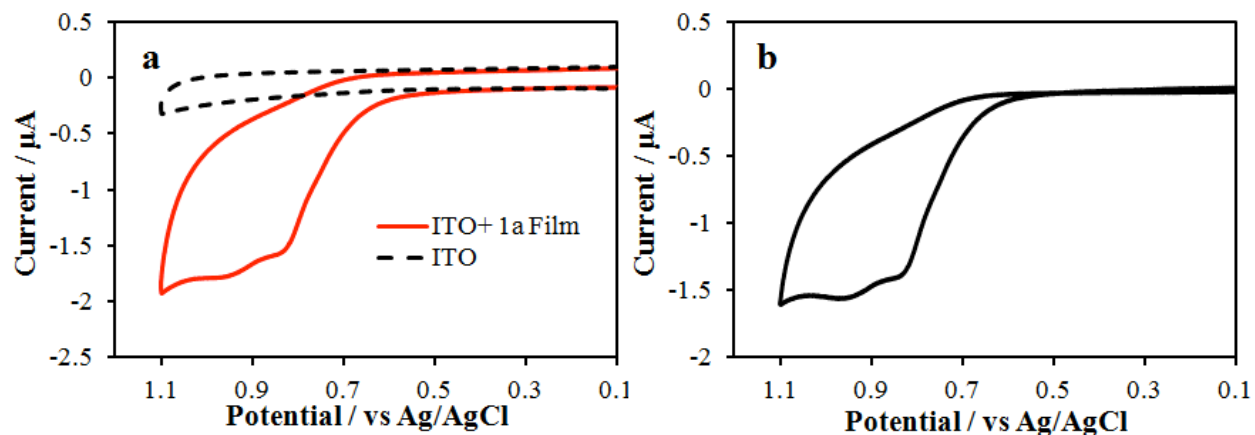 a
Current / µA
0.5
0
-0.5
-1
-1.5
-2
-2.5
ITO+ 1a Film
ITO
1.1 0.9 0.7 0.5 0.3 0.1
Potential / vs Ag/AgCl
b
Current / µA
0.5
0
-0.5
-1
-1.5
-2
1.1 0.9 0.7 0.5 0.3 0.1
Potential / vs Ag/AgCl